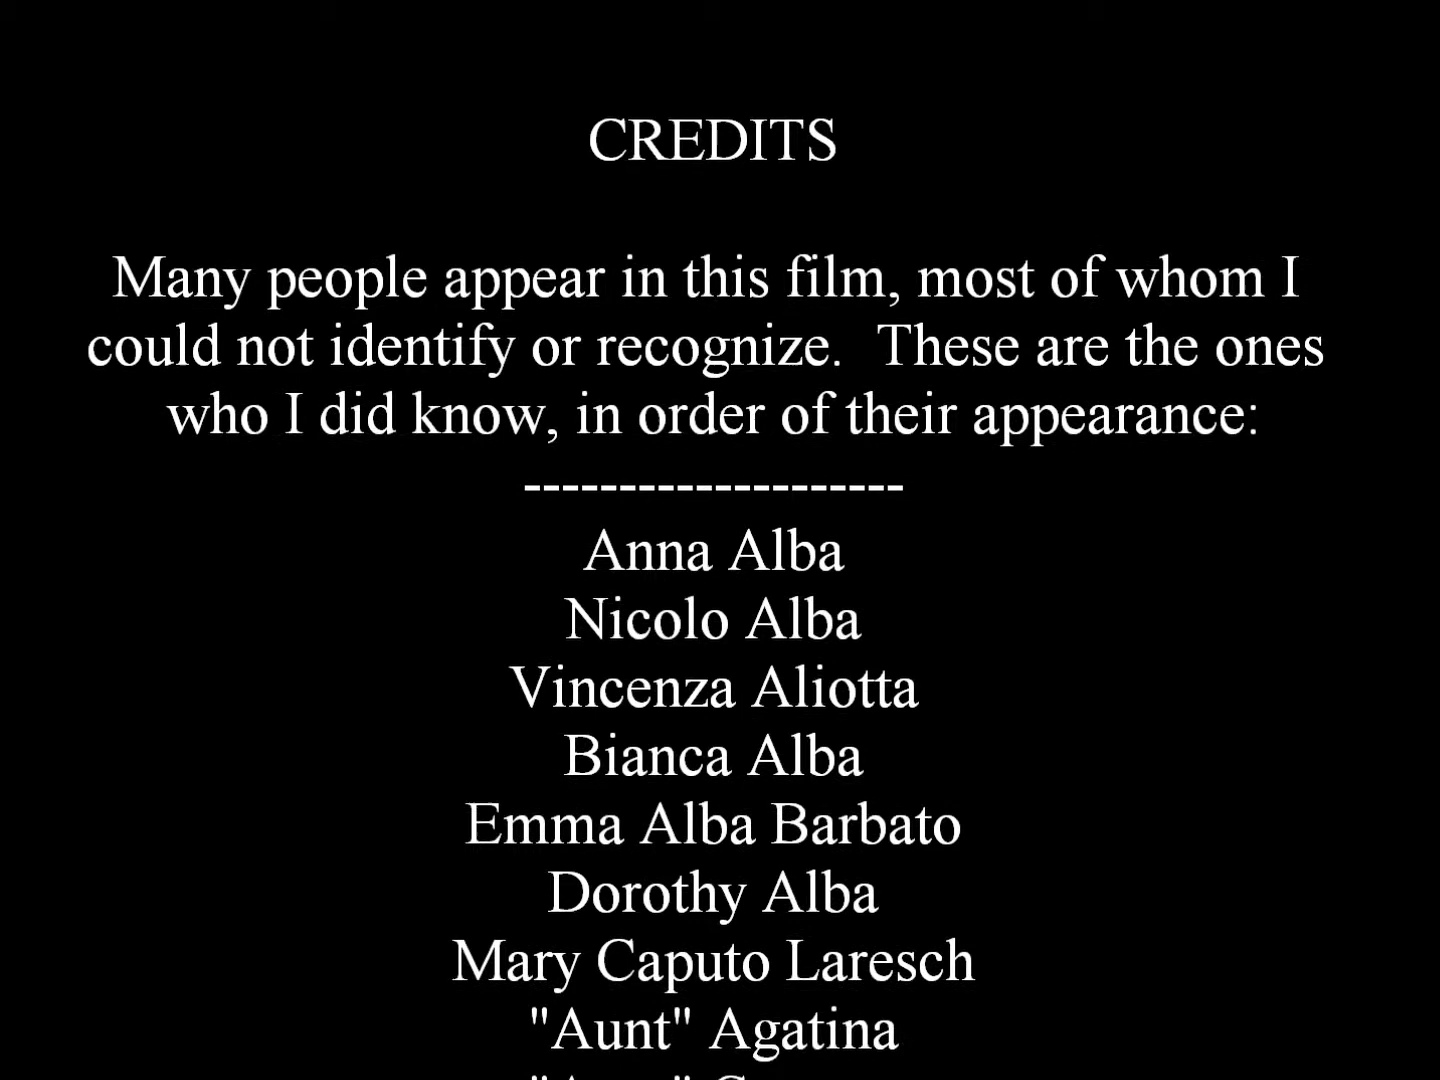 CREDITS
Many people appear in this film, most of whom I
could not identify or recognize.  These are the ones
who I did know, in order of their appearance:
--------------------
Anna Alba
Nicolo Alba
Vincenza Aliotta
Bianca Alba
Emma Alba Barbato
Dorothy Alba
Mary Caputo Laresch
"Aunt" Agatina